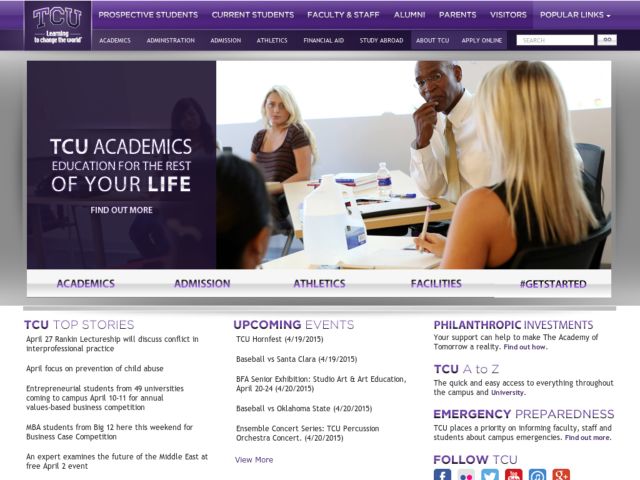 TCU
Learning
to change the world™
PROSPECTIVE STUDENTS CURRENT STUDENTS FACULTY & STAFF ALUMNI PARENTS VISITORS POPULAR LINKS
ACADEMICS ADMINISTRATION ADMISSION ATHLETICS FINANCIAL AID STUDY ABROAD ABOUT TCU APPLY ONLINE SEARCH GO
TCU ACADEMICS
EDUCATION FOR THE REST
OF YOUR LIFE
FIND OUT MORE
ACADEMICS ADMISSION ATHLETICS FACILITIES #GETSTARTED
TCU TOP STORIES
April 27 Rankin Lectureship will discuss conflict in
interprofessional practice
April focus on prevention of child abuse
Entrepreneurial students from 49 universities
coming to campus April 10-11 for annual
values-based business competition
MBA students from Big 12 here this weekend for
Business Case Competition
An expert examines the future of the Middle East at
free April 2 event
UPCOMING EVENTS
TCU Hornfest (4/19/2015)
Baseball vs Santa Clara (4/19/2015)
BFA Senior Exhibition: Studio Art & Art Education,
April 20-24 (4/20/2015)
Baseball vs Oklahoma State (4/20/2015)
Ensemble Concert Series: TCU Percussion
Orchestra Concert. (4/20/2015)
View More
PHILANTHROPIC INVESTMENTS
Your support can help to make The Academy of
Tomorrow a reality. Find out how.
TCU A to Z
The quick and easy access to everything throughout
the campus and University.
EMERGENCY PREPAREDNESS
TCU places a priority on informing faculty, staff and
students about campus emergencies. Find out more.
FOLLOW TCU